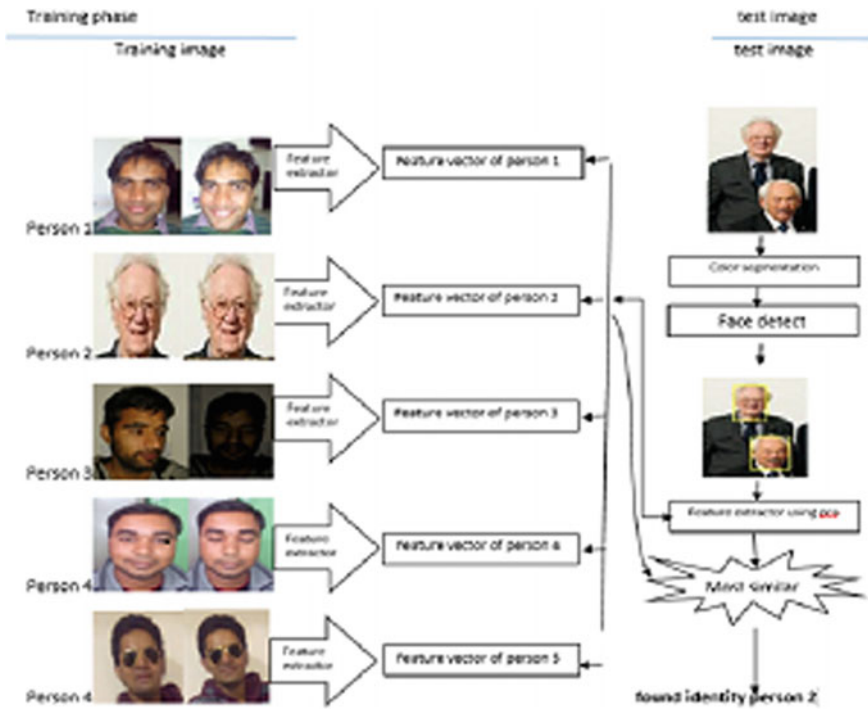 Training phase
Training image
Person 1
Feature extractor
Feature vector of person 1
Person 2
Feature extractor
Feature vector of person 2
Person 3
Feature extractor
Feature vector of person 3
Person 4
Feature extractor
Feature vector of person 4
Person 4
Feature extractor
Feature vector of person 5
test image
test image
Color segmentation
Face detect
Feature extractor using pca
Most similar
found identity person 2